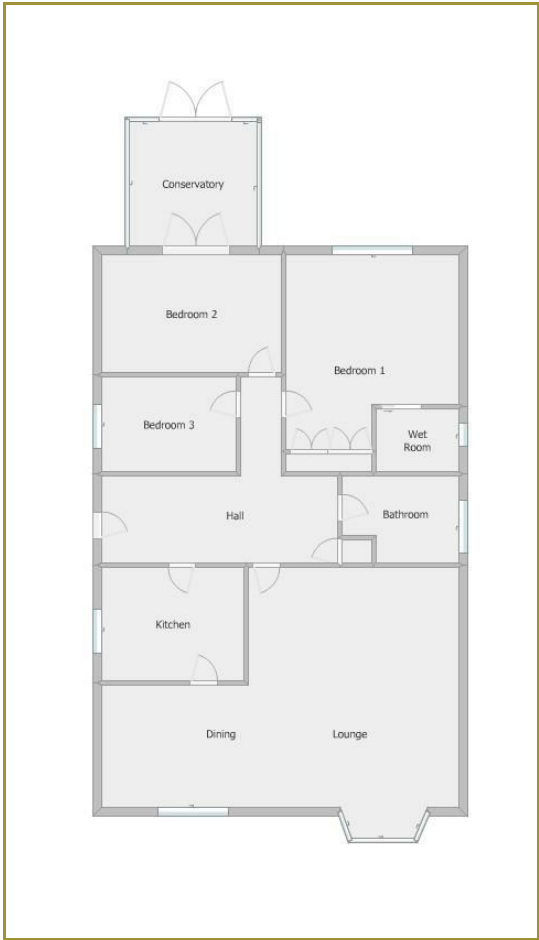 Conservatory
Bedroom 2
Bedroom 1
Bedroom 3
Wet
Room
Hall
Bathroom
Kitchen
Dining
Lounge